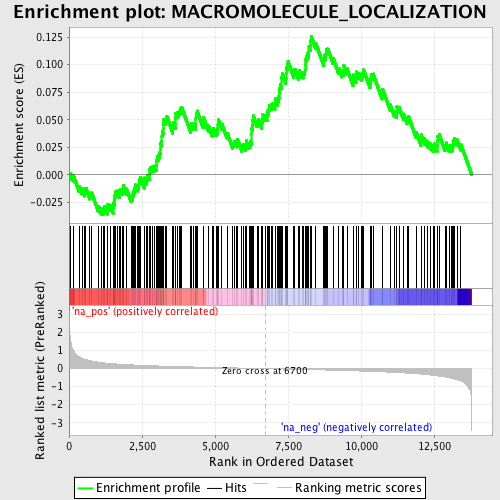 Enrichment plot: MACROMOLECULE_LOCALIZATION
Enrichment score (ES)
0.125
0.100
0.075
0.050
0.025
0.000
-0.025
Ranked list metric (PreRanked)
'na_pos' (positively correlated)
3
2
1
0
-1
-2
-3
Zero cross at 6700
'na_neg' (negatively correlated)
0
2,500
5,000
7,500
10,000
12,500
Rank in Ordered Dataset
Enrichment profile
Hits
Ranking metric scores